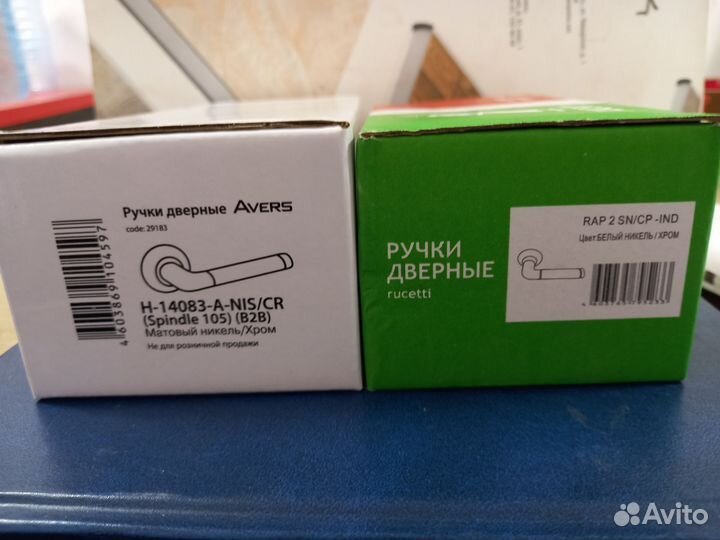 Ручки дверные AVERS
code: 29183
4603869104597
H-14083-A-NIS/CR
(Spindle 105) (B2B)
Матовый никель/Хром
Не для розничной продажи
РУЧКИ
ДВЕРНЫЕ
rucetti
RAP 2 SN/CP -IND
Цвет:БЕЛЫЙ НИКЕЛЬ / ХРОМ
Avito